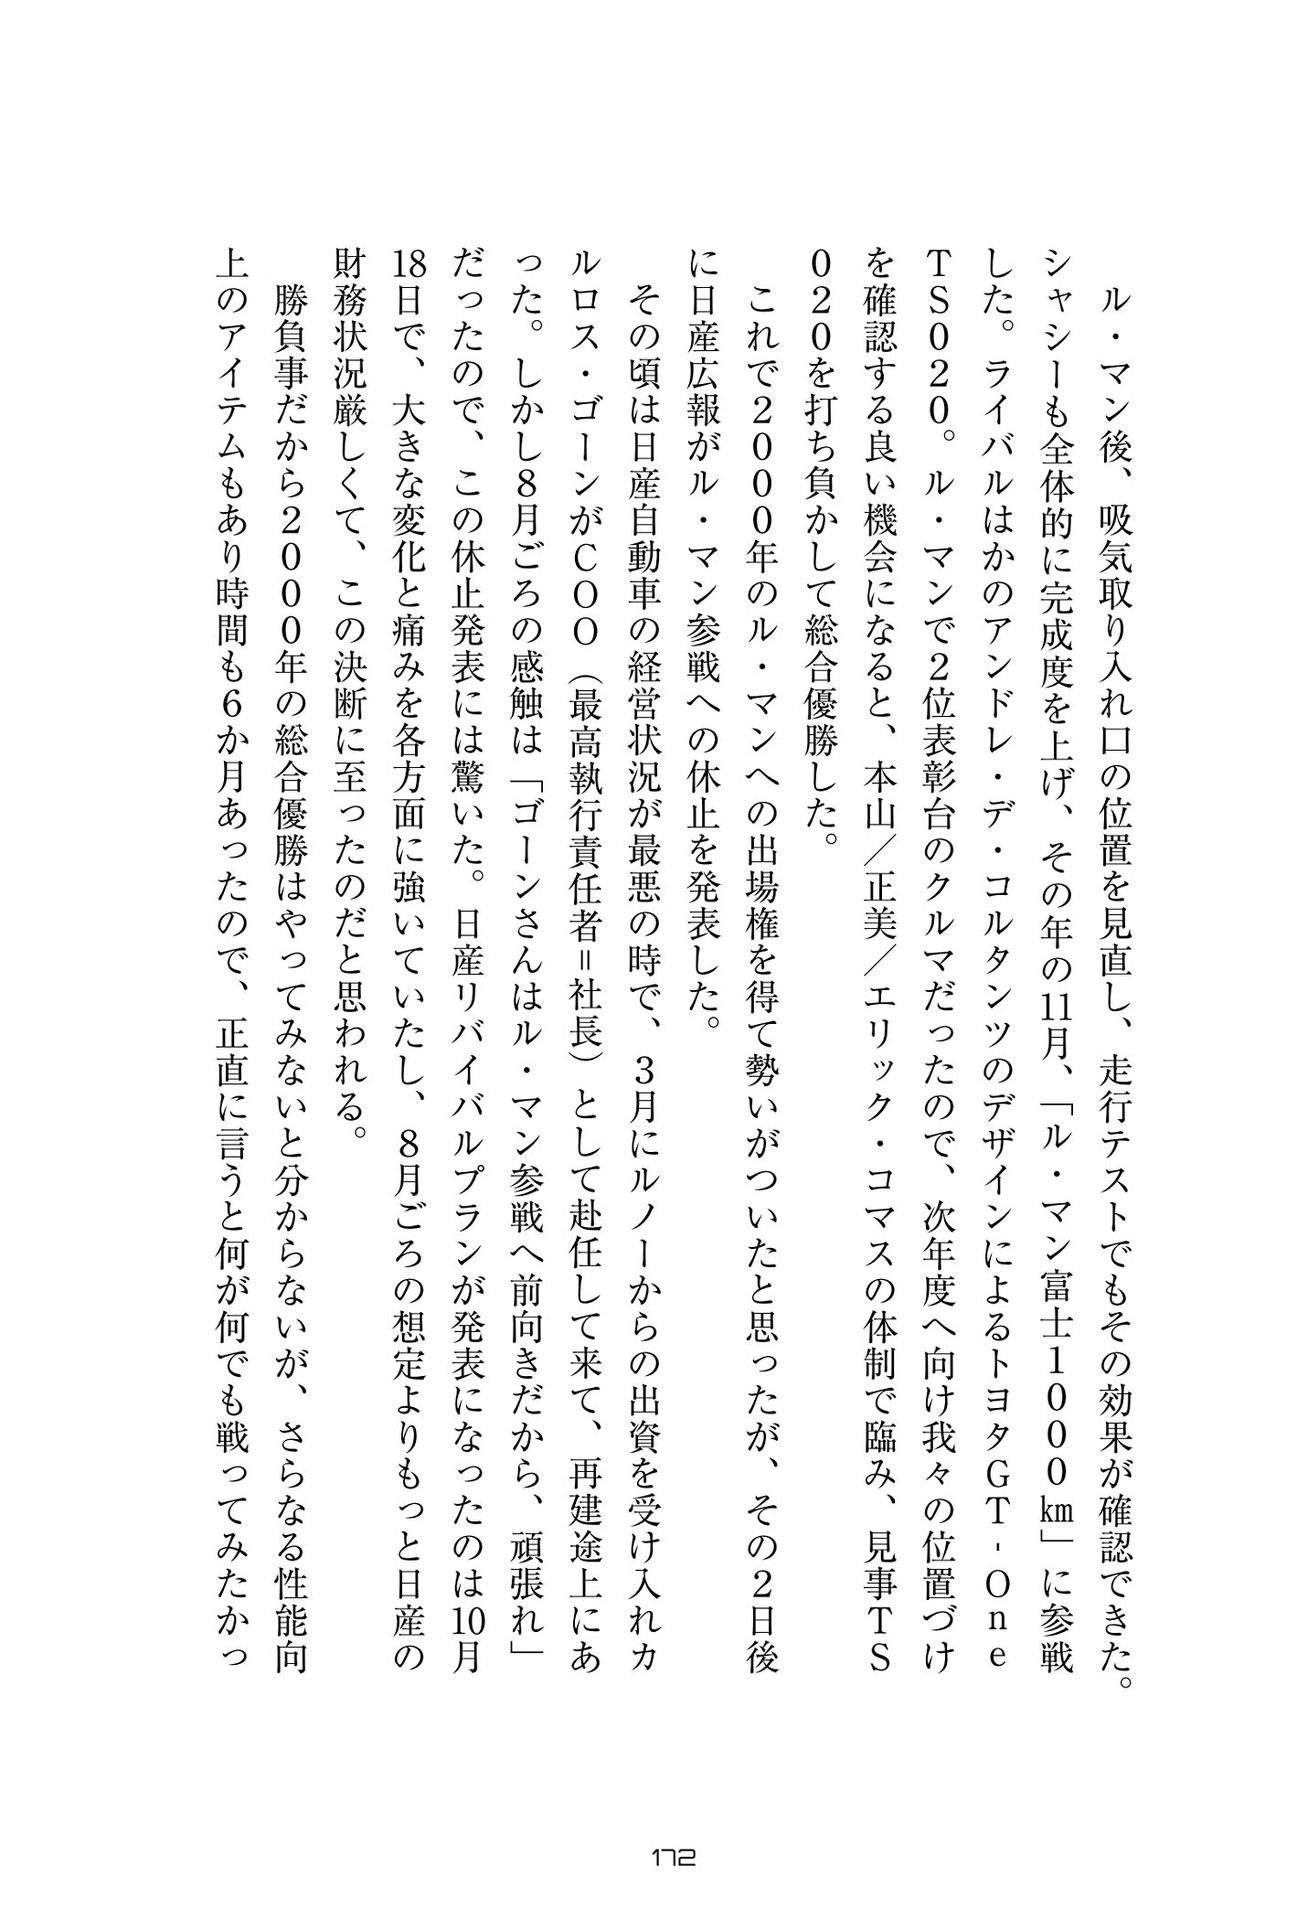 ル・マン後、吸気取り入れ口の位置を見直し、走行テストでもその効果が確認できた。
シャシーも全体的に完成度を上げ、その年の11月、「ル・マン富士1000㎞」に参戦
した。ライバルはかのアンドレ・デ・コルタンツのデザインによるトヨタGT-One
TS020。ル・マンで2位表彰台のクルマだったので、次年度へ向け我々の位置づけ
を確認する良い機会になると、本山／正美／エリック・コマスの体制で臨み、見事TS
020を打ち負かして総合優勝した。
これで2000年のル・マンへの出場権を得て勢いがついたと思ったが、その2日後
に日産広報がル・マン参戦への休止を発表した。
その頃は日産自動車の経営状況が最悪の時で、3月にルノーからの出資を受け入れカ
ルロス・ゴーンがCOO（最高執行責任者＝社長）として赴任して来て、再建途上にあ
った。しかし8月ごろの感触は「ゴーンさんはル・マン参戦へ前向きだから、頑張れ」
だったので、この休止発表には驚いた。日産リバイバルプランが発表になったのは10月
18日で、大きな変化と痛みを各方面に強いていたし、8月ごろの想定よりもっと日産の
財務状況厳しくて、この決断に至ったのだと思われる。
勝負事だから2000年の総合優勝はやってみないと分からないが、さらなる性能向
上のアイテムもあり時間も6か月あったので、正直に言うと何が何でも戦ってみたかっ
172